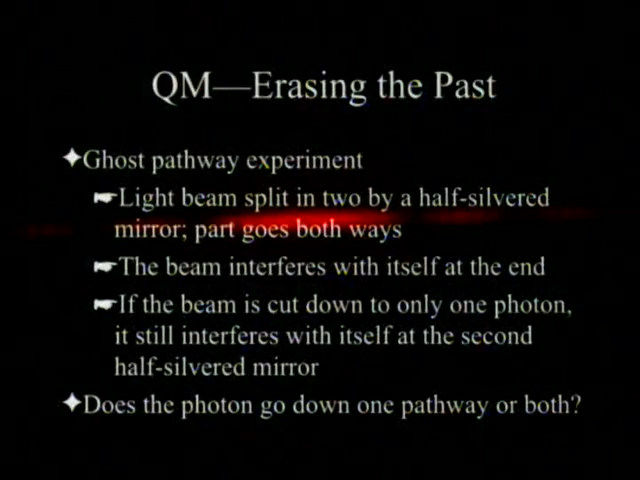 QM—Erasing the Past
Ghost pathway experiment
Light beam split in two by a half-silvered
mirror; part goes both ways
The beam interferes with itself at the end
If the beam is cut down to only one photon,
it still interferes with itself at the second
half-silvered mirror
Does the photon go down one pathway or both?